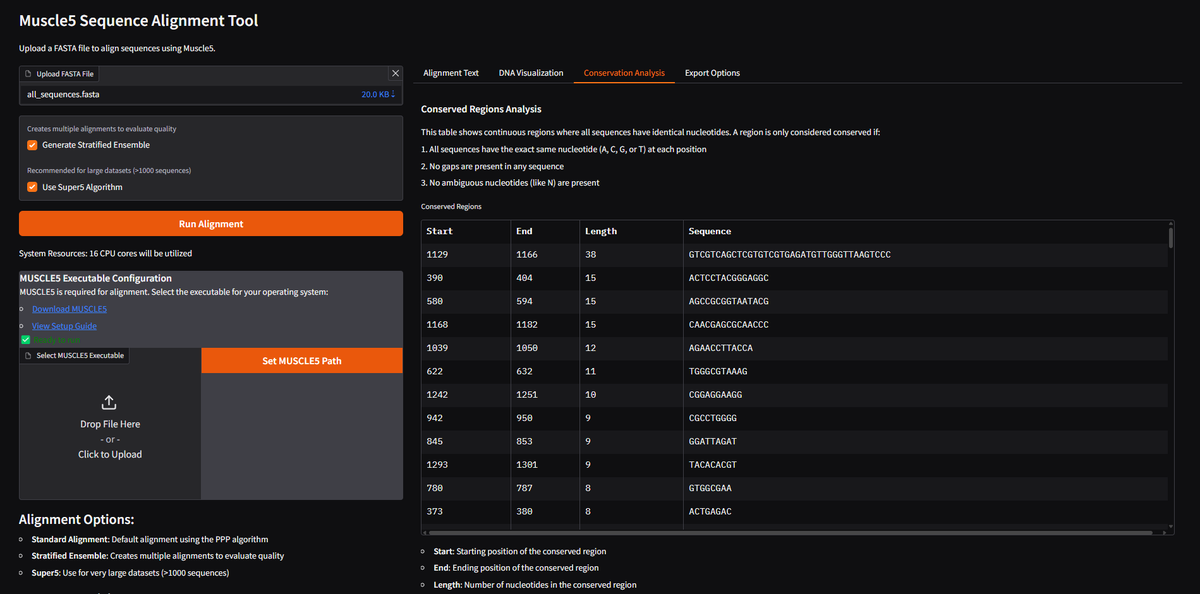 Muscle5 Sequence Alignment Tool
Upload a FASTA file to align sequences using Muscle5.
Upload FASTA File
all_sequences.fasta 20.0 KB ↓
Creates multiple alignments to evaluate quality
Generate Stratified Ensemble
Recommended for large datasets (>1000 sequences)
Use Super5 Algorithm
Run Alignment
System Resources: 16 CPU cores will be utilized
MUSCLE5 Executable Configuration
MUSCLE5 is required for alignment. Select the executable for your operating system:
Download MUSCLE5
View Setup Guide
Ready to run
Select MUSCLE5 Executable
Set MUSCLE5 Path
Drop File Here
- or -
Click to Upload
Alignment Options:
Standard Alignment: Default alignment using the PPP algorithm
Stratified Ensemble: Creates multiple alignments to evaluate quality
Super5: Use for very large datasets (>1000 sequences)
Alignment Text DNA Visualization Conservation Analysis Export Options
Conserved Regions Analysis
This table shows continuous regions where all sequences have identical nucleotides. A region is only considered conserved if:
1. All sequences have the exact same nucleotide (A, C, G, or T) at each position
2. No gaps are present in any sequence
3. No ambiguous nucleotides (like N) are present
Conserved Regions
Start End Length Sequence
1129 1166 38 GTCGTCAGCTCGTGTCGTGAGATGTTGGGTTAAGTCCC
390 404 15 ACTCCTACGGGAGGC
580 594 15 AGCCGCGGTAATACG
1168 1182 15 CAACGAGCGCAACCC
1039 1050 12 AGAACCTTACCA
622 632 11 TGGGCGTAAAG
1242 1251 10 CGGAGGAAGG
942 950 9 CGCCTGGGG
845 853 9 GGATTAGAT
1293 1301 9 TACACACGT
780 787 8 GTGGCGAA
373 380 8 ACTGAGAC
Start: Starting position of the conserved region
End: Ending position of the conserved region
Length: Number of nucleotides in the conserved region